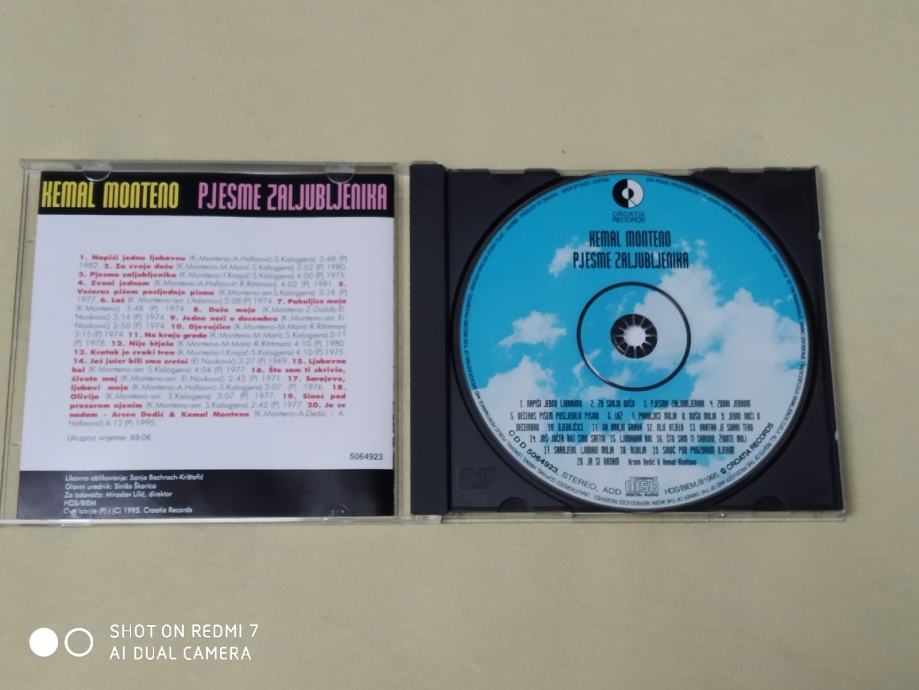 KEMAL MONTENO PJESME ZALJUBLJENIKA
1. Napiši jednu ljubavnu (K.Monteno-A.Hafizović-S.Kalogjera) 3:48 (P)
1982. 2. Za svoju dušu (K.Monteno-M.Marić-S.Kalogjera) 3:52 (P) 1980.
3. Pjesma zaljubljenika (K.Monteno-I.Krajač-S.Kalogjera) 4:00 (P) 1975.
4. Zvoni jednom (K.Monteno-A.Hafizović-R.Rihtman) 4:02 (P) 1981. 5.
Večeras pišem posljednje pismo (K.Monteno-arr.S.Kalogjera) 3:16 (P)
1977. 6. Laž (K.Monteno-arr.J.Adamov) 2:08 (P) 1974. 7. Pahuljice moja
(K.Monteno) 3:48 (P) 1974. 8. Dušo moja (K.Monteno-Z.Golob-Đ.
Novković) 3:14 (P) 1974. 9. Jedne noći u decembru (K.Monteno-arr.Đ.
Novković) 2:50 (P) 1974. 10. Djevojčice (K.Monteno-M.Marić-R.Rihtman)
3:15 (P) 1974. 11. Na kraju grada (K.Monteno-M.Marić-S.Kalogjera) 3:11
(P) 1978. 12. Nije htjela (K.Monteno-M.Marić-R.Rihtman) 4:10 (P) 1980.
13. Kratak je svaki tren (K.Monteno-I.Krajač-S.Kalogjera) 4:10 (P) 1975.
14. Još jučer bili smo sretni (Đ.Novković) 3:27 (P) 1969. 15. Ljubavna
bol (K.Monteno-arr.S.Kalogjera) 4:04 (P) 1977. 16. Što sam ti skrivio,
živote moj (K.Monteno-arr.Đ.Novković) 2:43 (P) 1971. 17. Sarajevo,
ljubavi moja (K.Monteno-A.Hafizović-S.Kalogjera) 3:07 (P) 1976. 18.
Olivija (K.Monteno-arr.S.Kalogjera) 3:07 (P) 1976. 19. Sinoć pod
prozorom njenim (K.Monteno-arr.S.Kalogjera) 2:42 (P) 1977. 20. Ja se
nadam - Arsen Dedić & Kemal Monteno (K.Monteno-A.Dedić / A.
Hafizović) 4:12 (P) 1995.
Ukupno vrijeme: 69:06
5064923
Likovno oblikovanje: Sanja Bachrach-Krištofić
Glavni urednik: Siniša Škarica
Za izdavača: Miroslav Lilić, direktor
HDS/BIEM
Ovo izdanje (P) i (C) 1995. Croatia Records
CROATIA
RECORDS
KEMAL MONTENO
PJESME ZALJUBLJENIKA
1. NAPIŠI JEDNU LJUBAVNU 2. ZA SVOJU DUŠU 3. PJESMA ZALJUBLJENIKA 4. ZVONI JEDNOM
5. VEČERAS PIŠEM POSLJEDNJE PISMO 6. LAŽ 7. PAHULJICE MOJA 8. DUŠO MOJA 9. JEDNE NOĆI U
DECEMBRU 10. DJEVOJČICE 11. NA KRAJU GRADA 12. NIJE HTJELA 13. KRATAK JE SVAKI TREN
14. JOŠ JUČER BILI SMO SRETNI 15. LJUBAVNA BOL 16. ŠTO SAM TI SKRIVIO, ŽIVOTE MOJ
17. SARAJEVO, LJUBAVI MOJA 18. OLIVIJA 19. SINOĆ POD PROZOROM NJENIM
20. JA SE NADAM Arsen Dedić & Kemal Monteno
CDD 5064923, STEREO, ADD
COMPACT
disc
DIGITAL AUDIO
HDS/BIEM, ℗1995. © CROATIA RECORDS
SHOT ON REDMI 7
AI DUAL CAMERA